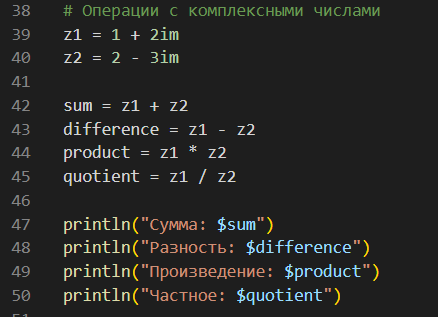 38 # Операции с комплексными числами
39 z1 = 1 + 2im
40 z2 = 2 - 3im
41
42 sum = z1 + z2
43 difference = z1 - z2
44 product = z1 * z2
45 quotient = z1 / z2
46
47 println("Сумма: $sum")
48 println("Разность: $difference")
49 println("Произведение: $product")
50 println("Частное: $quotient")